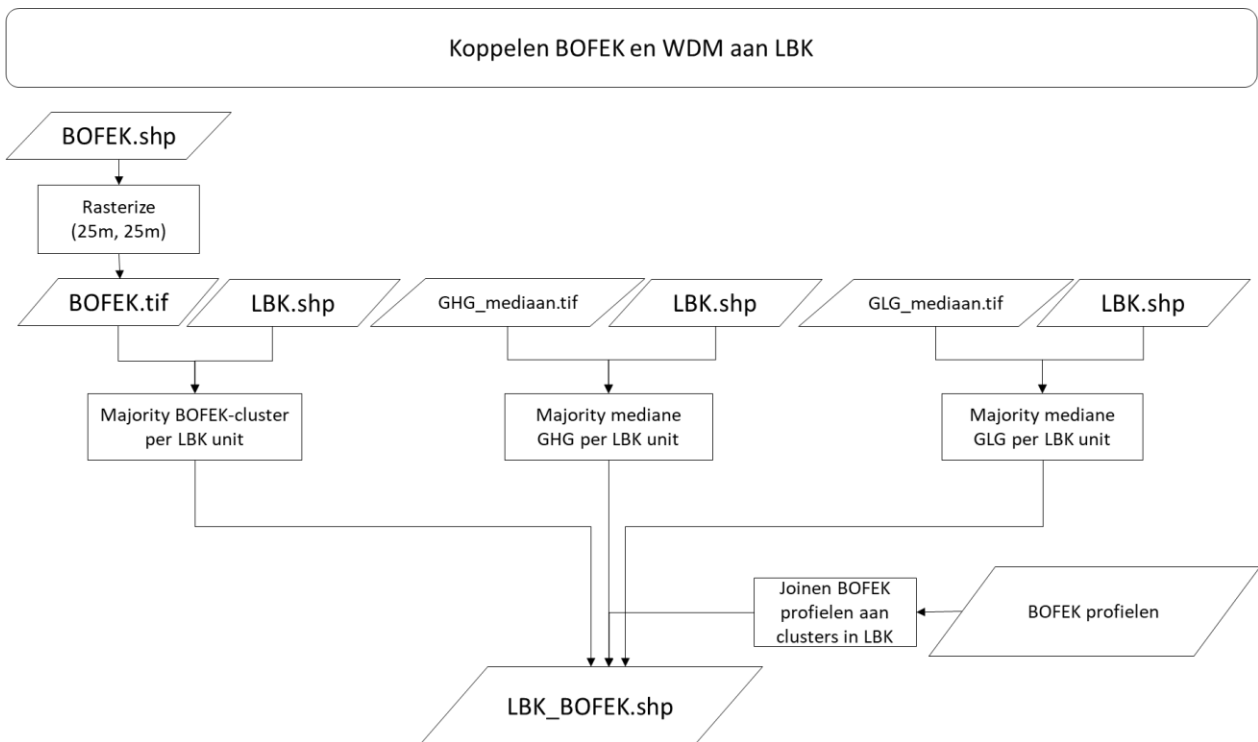 Koppelen BOFEK en WDM aan LBK
BOFEK.shp
Rasterize
(25m, 25m)
BOFEK.tif
LBK.shp
GHG_mediaan.tif
LBK.shp
GLG_mediaan.tif
LBK.shp
Majority BOFEK-cluster
per LBK unit
Majority mediane
GHG per LBK unit
Majority mediane
GLG per LBK unit
Joinen BOFEK
profielen aan
clusters in LBK
BOFEK profielen
LBK_BOFEK.shp